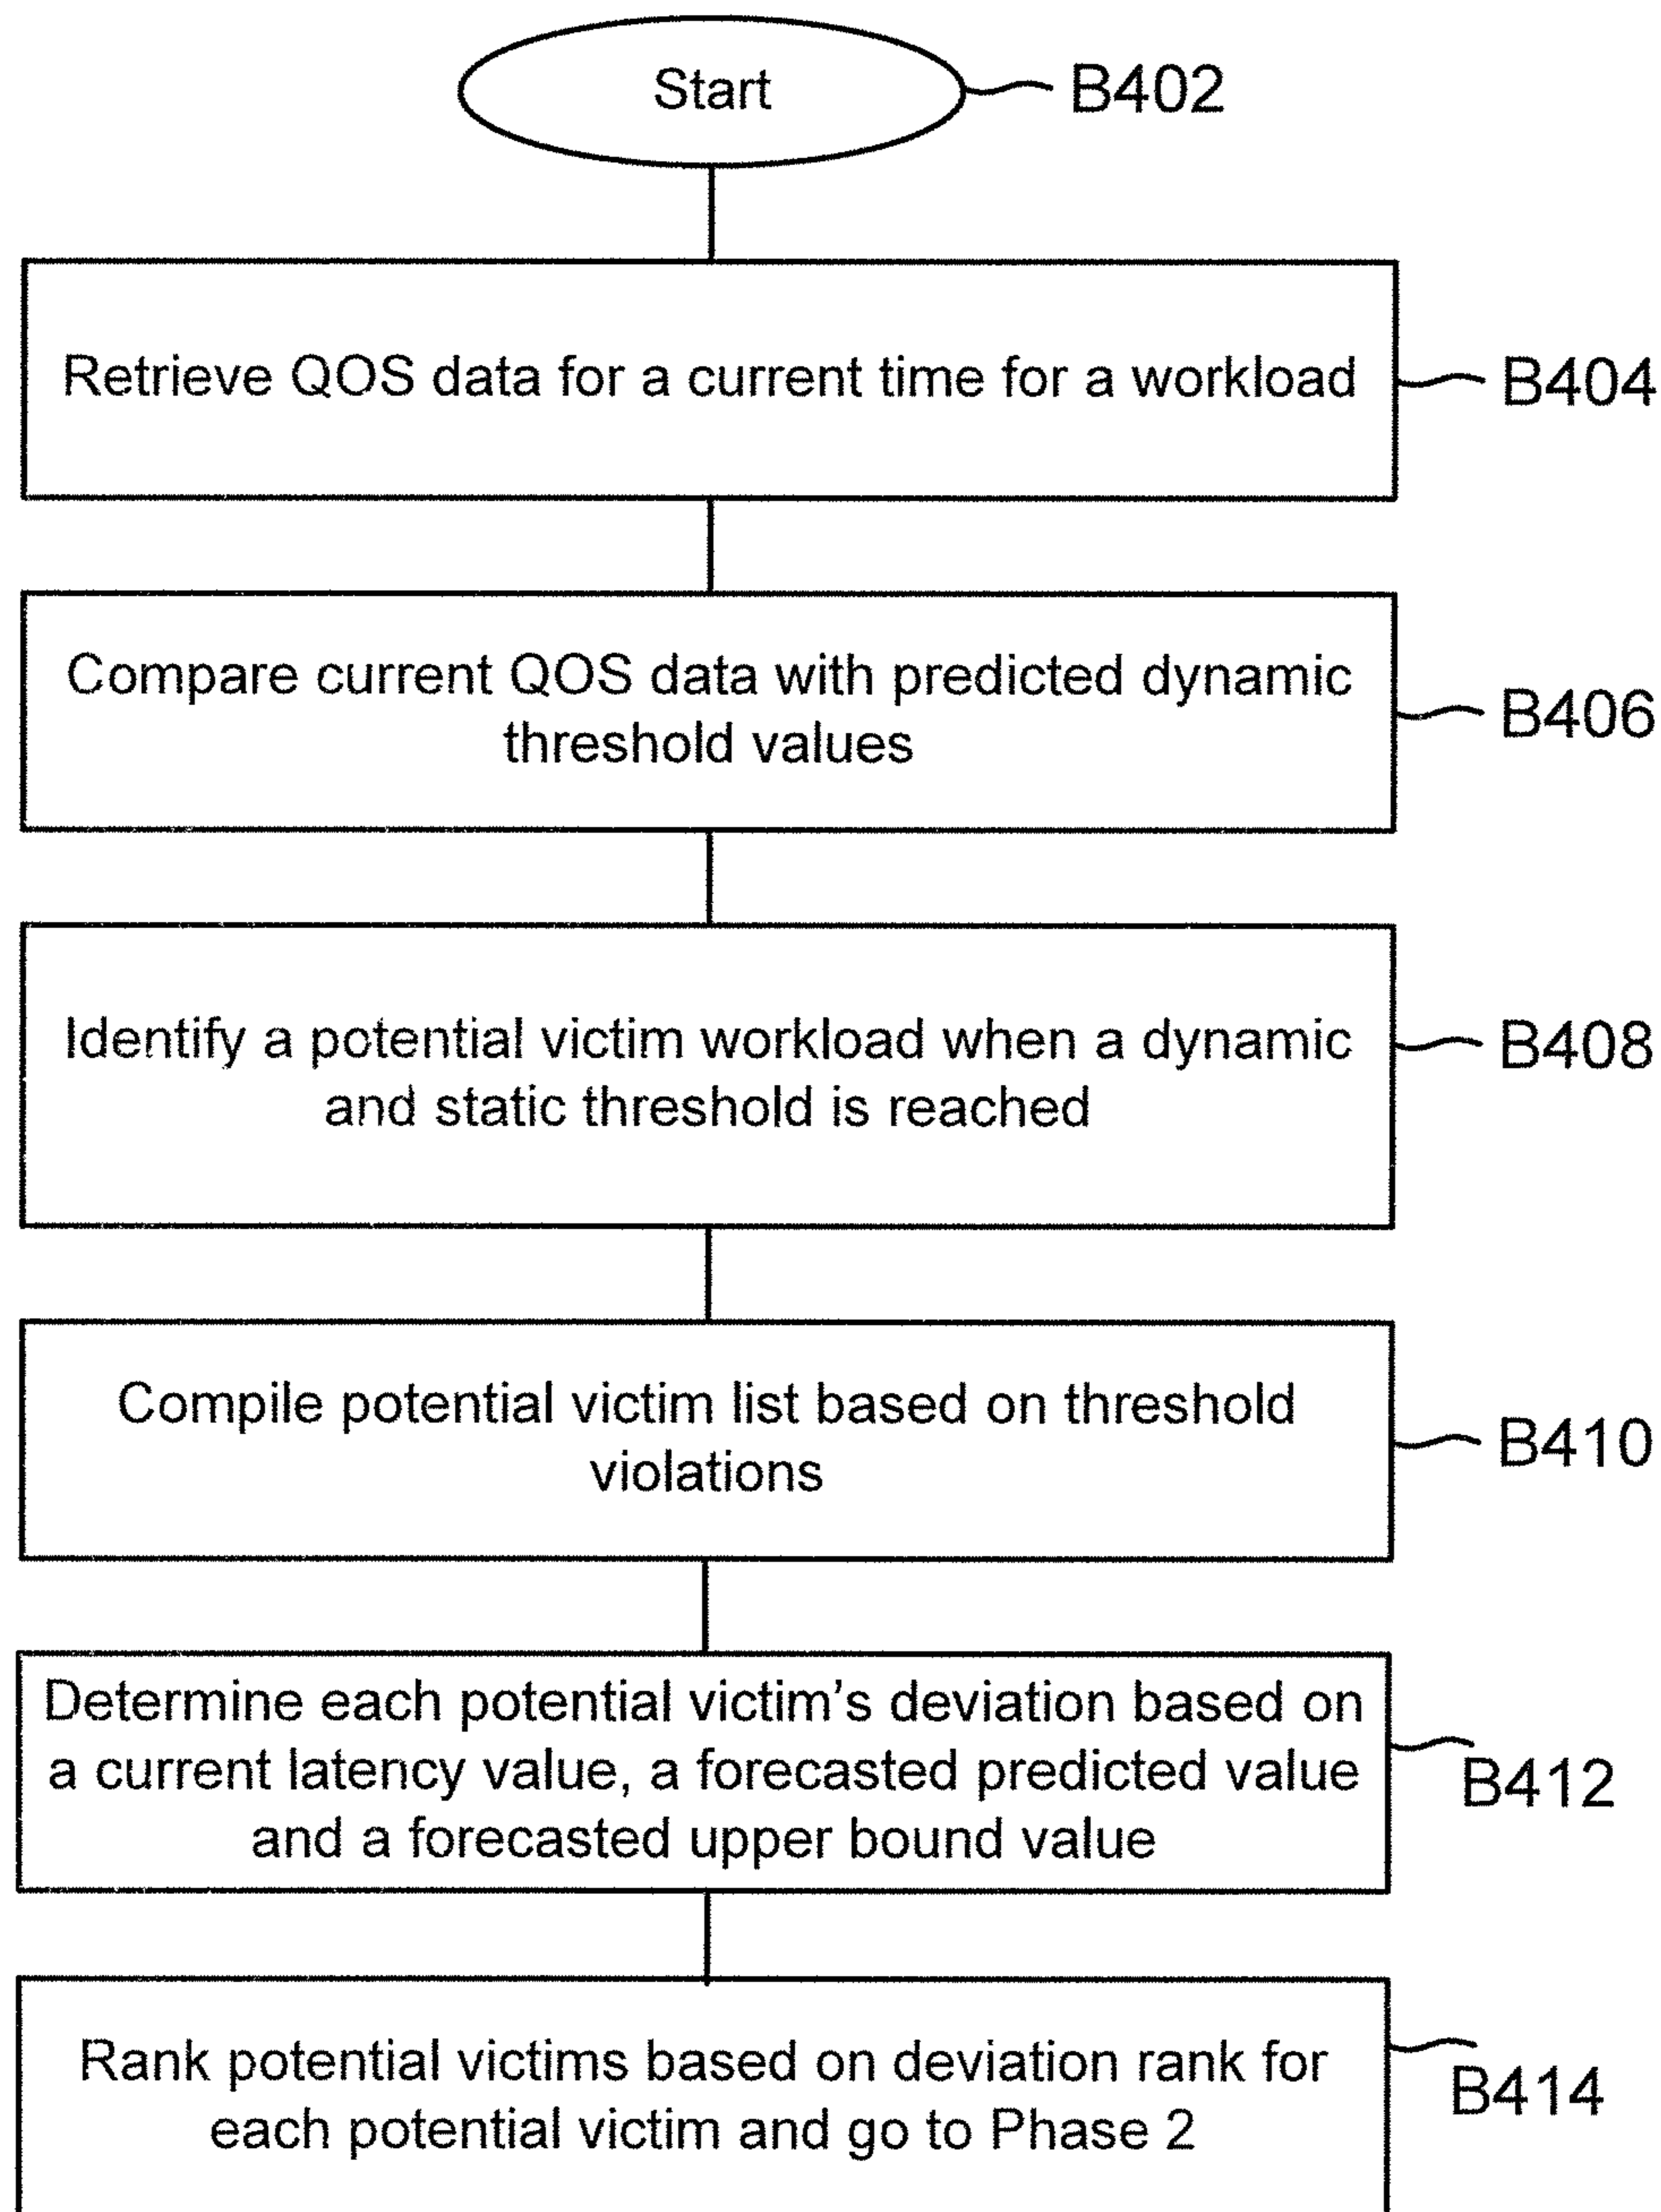 Start
B402
Retrieve QOS data for a current time for a workload
B404
Compare current QOS data with predicted dynamic
threshold values
B406
Identify a potential victim workload when a dynamic
and static threshold is reached
B408
Compile potential victim list based on threshold
violations
B410
Determine each potential victim’s deviation based on
a current latency value, a forecasted predicted value
and a forecasted upper bound value
B412
Rank potential victims based on deviation rank for
each potential victim and go to Phase 2
B414